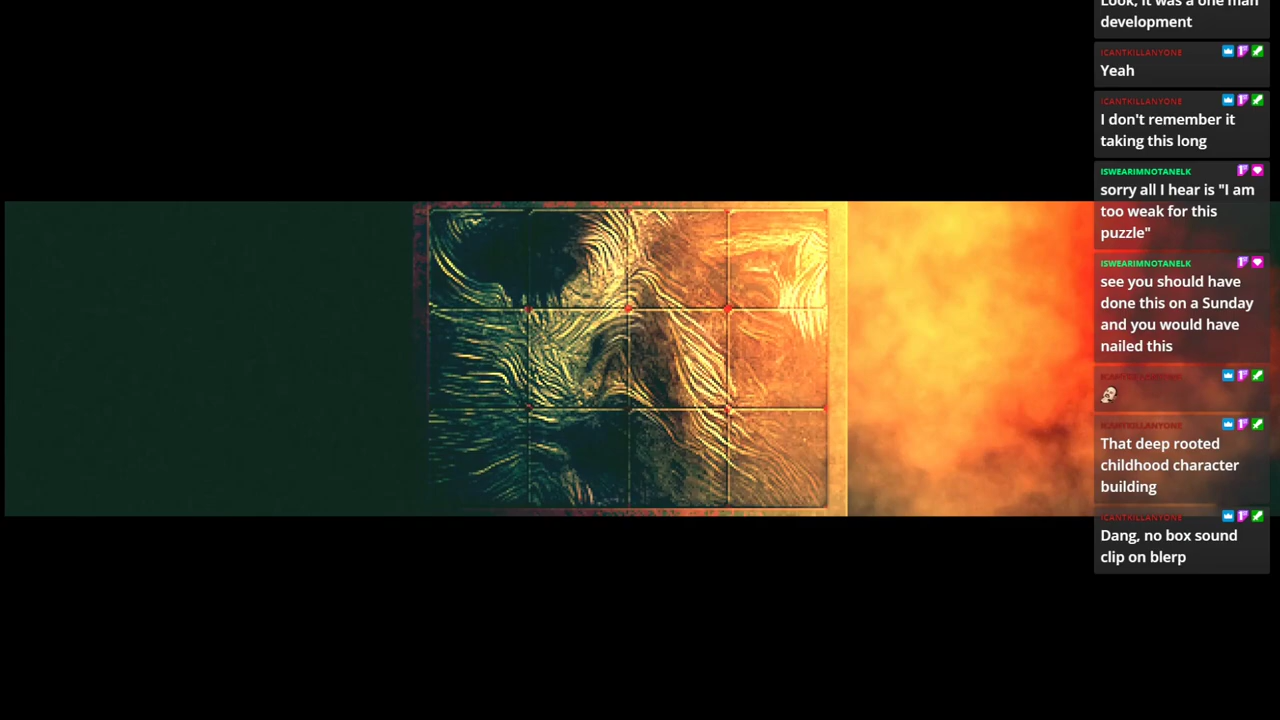 Look, it was a one man
development
ICANTKILLANYONE
Yeah
ICANTKILLANYONE
I don't remember it
taking this long
ISWEARIMNOTANELK
sorry all I hear is "I am
too weak for this
puzzle"
ISWEARIMNOTANELK
see you should have
done this on a Sunday
and you would have
nailed this
ICANTKILLANYONE
ICANTKILLANYONE
That deep rooted
childhood character
building
ICANTKILLANYONE
Dang, no box sound
clip on blerp